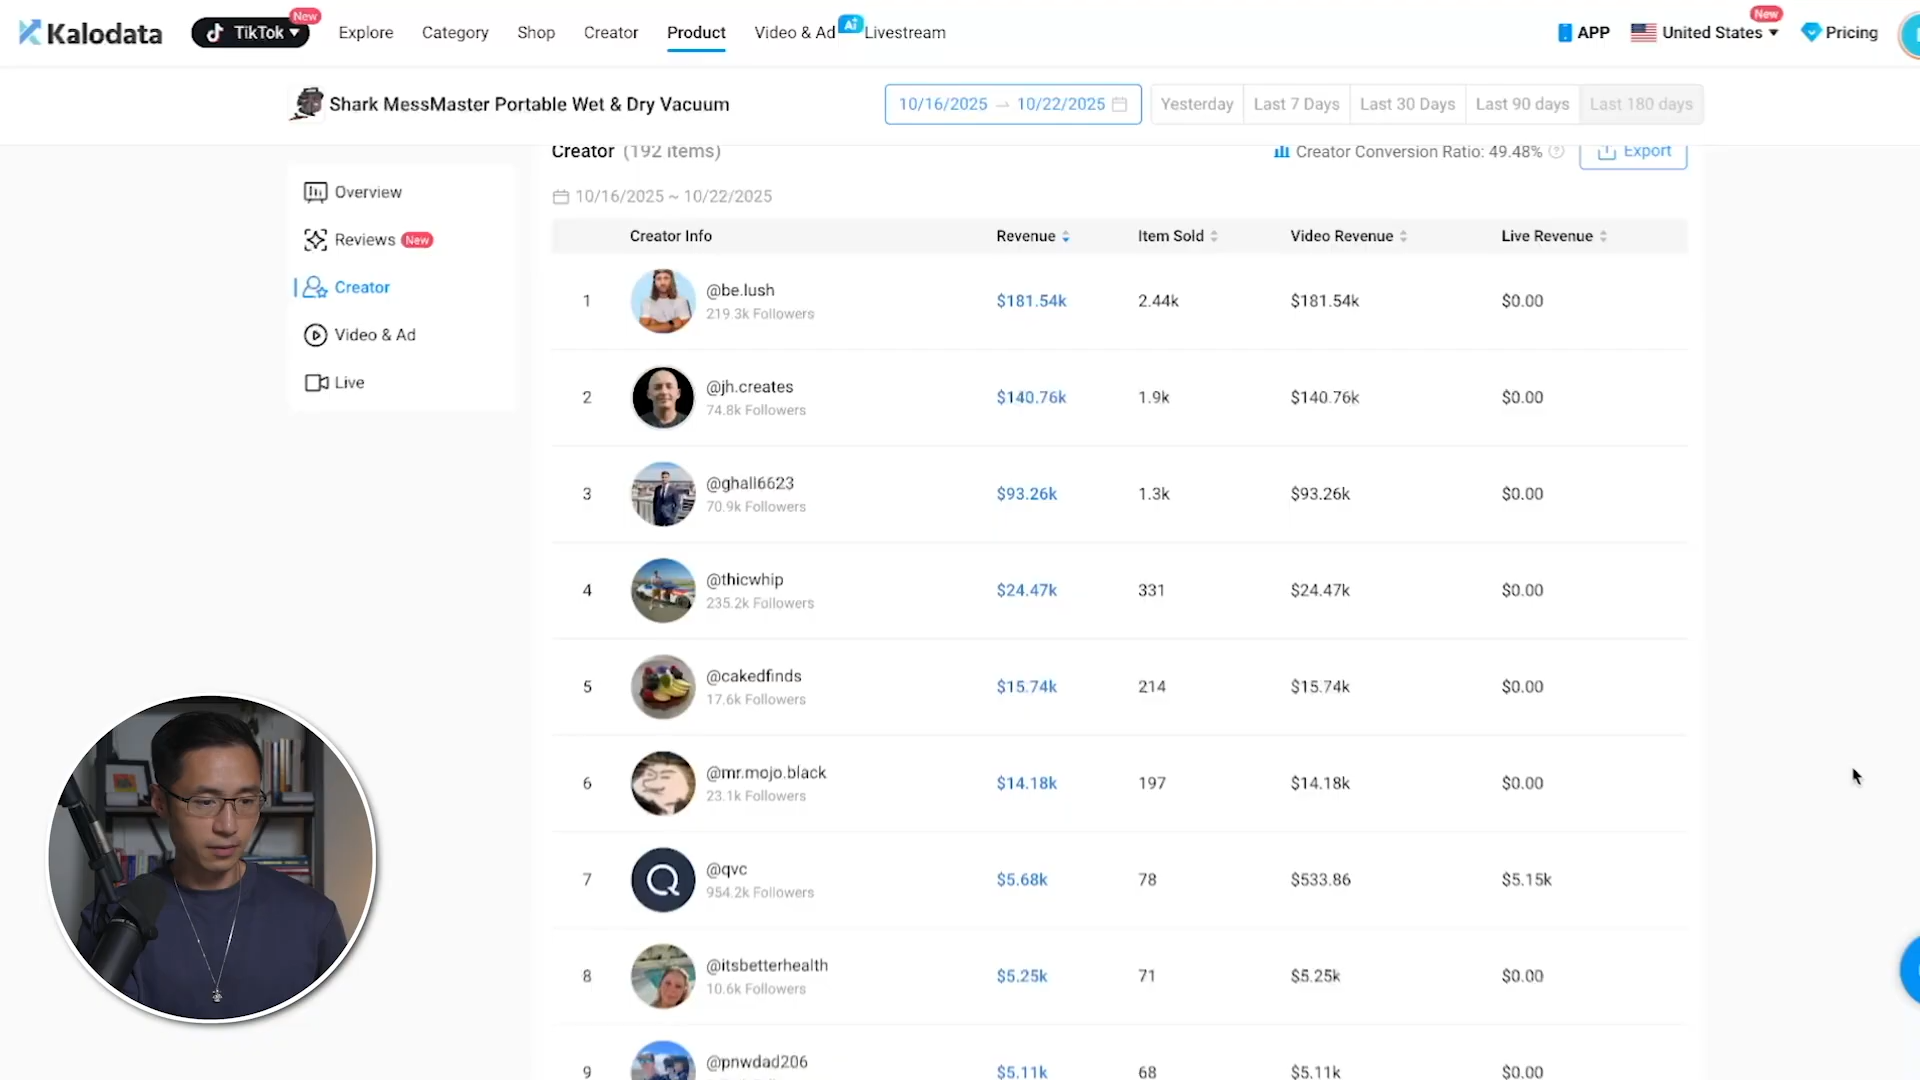 Kalodata
TikTok
New
Explore
Category
Shop
Creator
Product
Video & Ad
Ai
Livestream
APP
United States
New
Pricing
Shark MessMaster Portable Wet & Dry Vacuum
10/16/2025 → 10/22/2025
Yesterday
Last 7 Days
Last 30 Days
Last 90 days
Last 180 days
Overview
Reviews New
Creator
Video & Ad
Live
Creator (192 items)
Creator Conversion Ratio: 49.48% ?
Export
10/16/2025 ~ 10/22/2025
Creator Info Revenue Item Sold Video Revenue Live Revenue
1 @be.lush $181.54k 2.44k $181.54k $0.00
219.3k Followers
2 @jh.creates $140.76k 1.9k $140.76k $0.00
74.8k Followers
3 @ghall6623 $93.26k 1.3k $93.26k $0.00
70.9k Followers
4 @thicwhip $24.47k 331 $24.47k $0.00
235.2k Followers
5 @cakedfinds $15.74k 214 $15.74k $0.00
17.6k Followers
6 @mr.mojo.black $14.18k 197 $14.18k $0.00
23.1k Followers
7 @qvc $5.68k 78 $533.86 $5.15k
954.2k Followers
8 @itsbetterhealth $5.25k 71 $5.25k $0.00
10.6k Followers
9 @pnwdad206 $5.11k 68 $5.11k $0.00